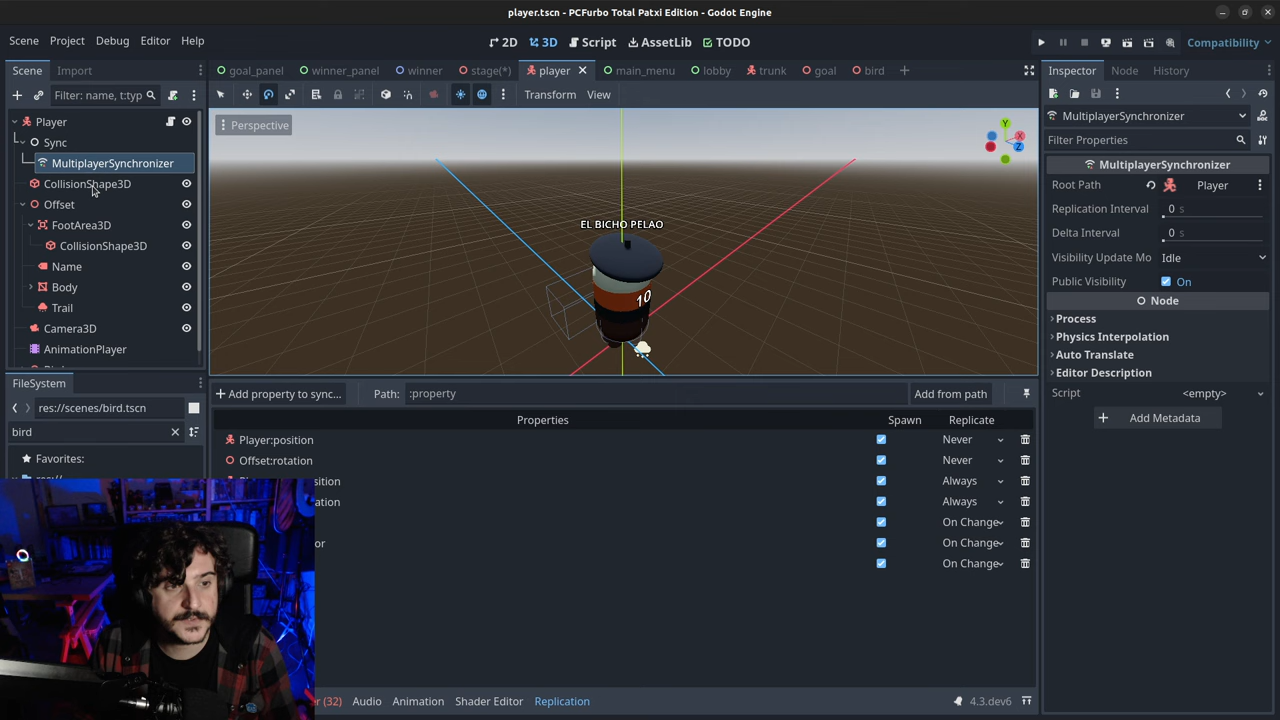 player.tscn - PCFurbo Total Patxi Edition - Godot Engine
Scene Project Debug Editor Help
2D 3D Script AssetLib TODO
Compatibility
Scene Import
goal_panel winner_panel winner stage(*) player main_menu lobby trunk goal bird
Inspector Node History
Filter: name, t:typ
Transform View
Player
Sync
MultiplayerSynchronizer
CollisionShape3D
Offset
FootArea3D
CollisionShape3D
Name
Body
Trail
Camera3D
AnimationPlayer
FileSystem
res://scenes/bird.tscn
bird
Favorites:
Perspective
Y
X
Z
EL BICHO PELAO
10
Add property to sync... Path: :property Add from path
Properties Spawn Replicate
Player:position Never
Offset:rotation Never
sition Always
ation Always
On Change
or On Change
On Change
(32) Audio Animation Shader Editor Replication 4.3.dev6
MultiplayerSynchronizer
Filter Properties
MultiplayerSynchronizer
Root Path Player
Replication Interval 0 s
Delta Interval 0 s
Visibility Update Mo Idle
Public Visibility On
Node
Process
Physics Interpolation
Auto Translate
Editor Description
Script <empty>
Add Metadata